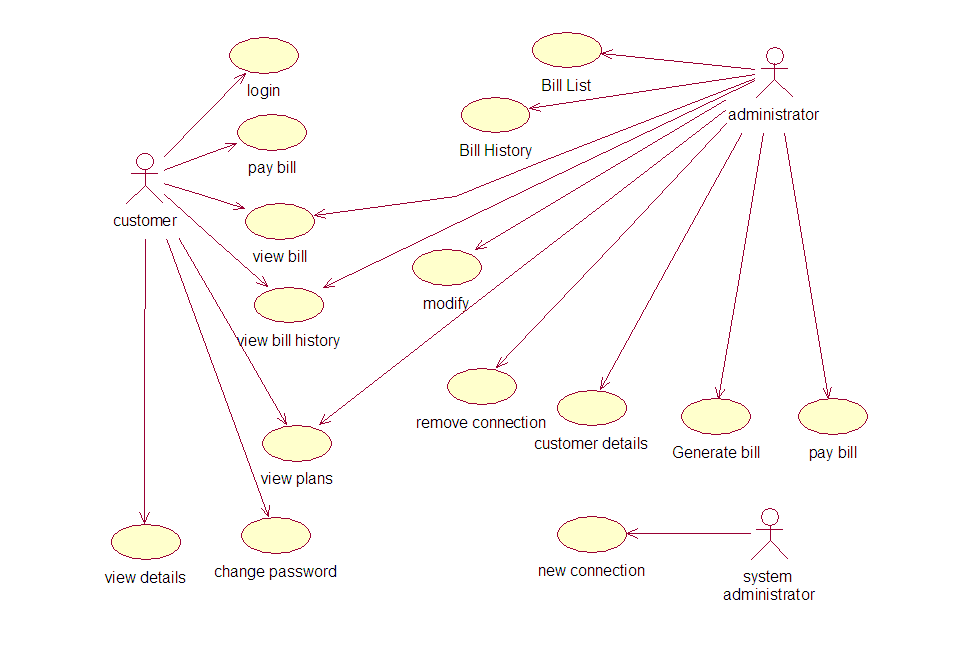 login
Bill List
administrator
Bill History
pay bill
customer
view bill
modify
view bill history
remove connection
customer details
Generate bill
pay bill
view plans
view details
change password
new connection
system
administrator